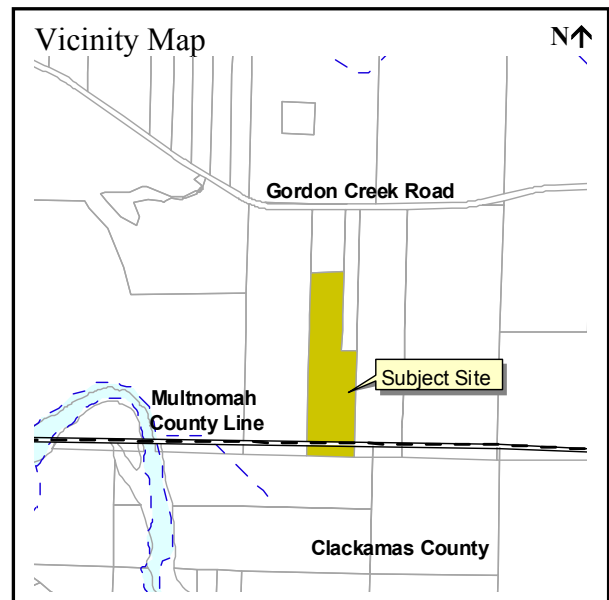 Vicinity Map
N
Gordon Creek Road
Subject Site
Multnomah
County Line
Clackamas County